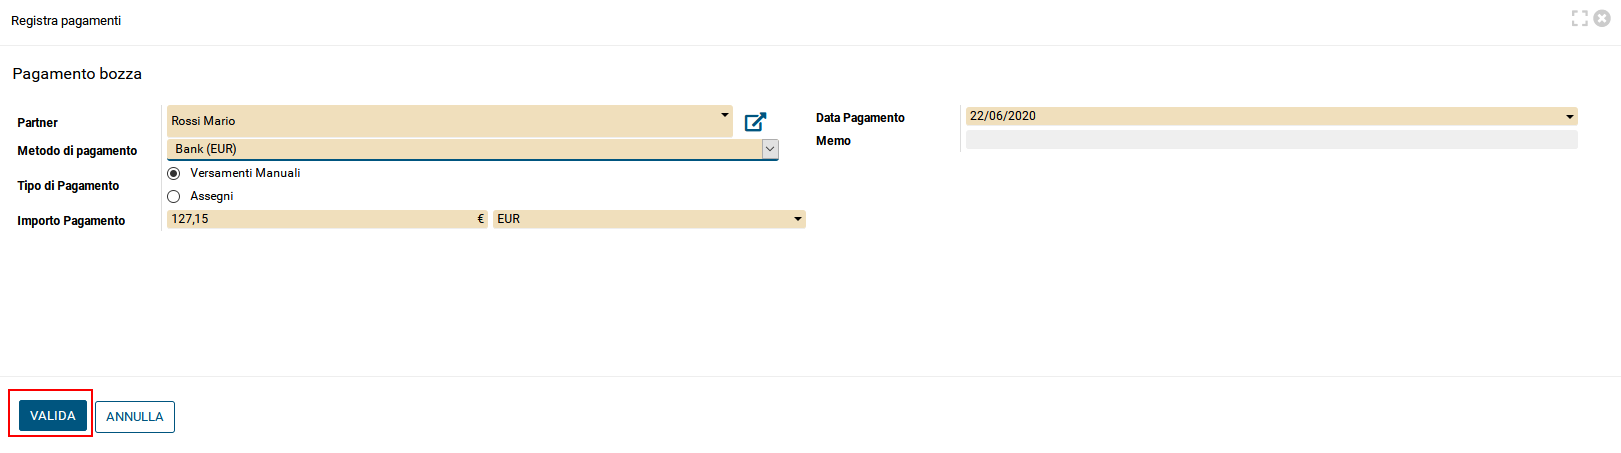 Registra pagamenti
Pagamento bozza
Partner
Rossi Mario
Metodo di pagamento
Bank (EUR)
Tipo di Pagamento
Versamenti Manuali
Assegni
Importo Pagamento
127,15 €
EUR
Data Pagamento
22/06/2020
Memo
VALIDA
ANNULLA